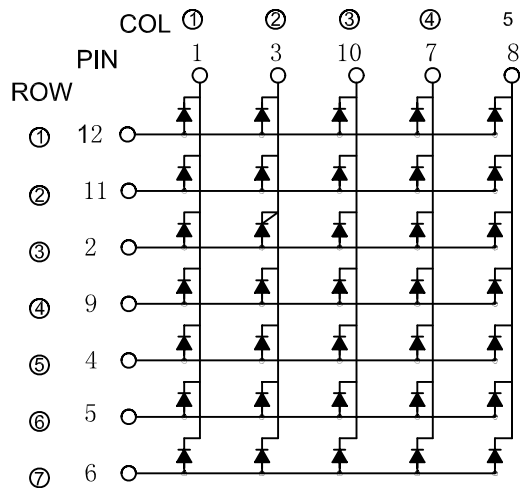 COL ① ② ③ ④ 5
PIN 1 3 10 7 8
ROW
① 12
② 11
③ 2
④ 9
⑤ 4
⑥ 5
⑦ 6